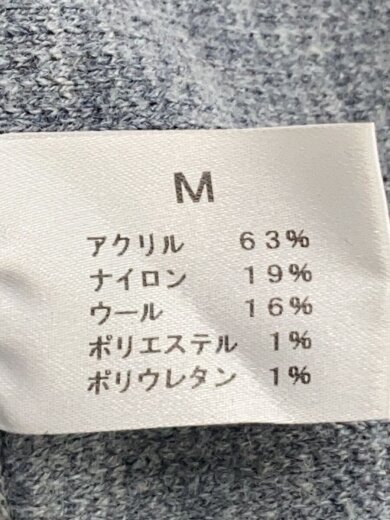 M
アクリル 63%
ナイロン 19%
ウール 16%
ポリエステル 1%
ポリウレタン 1%